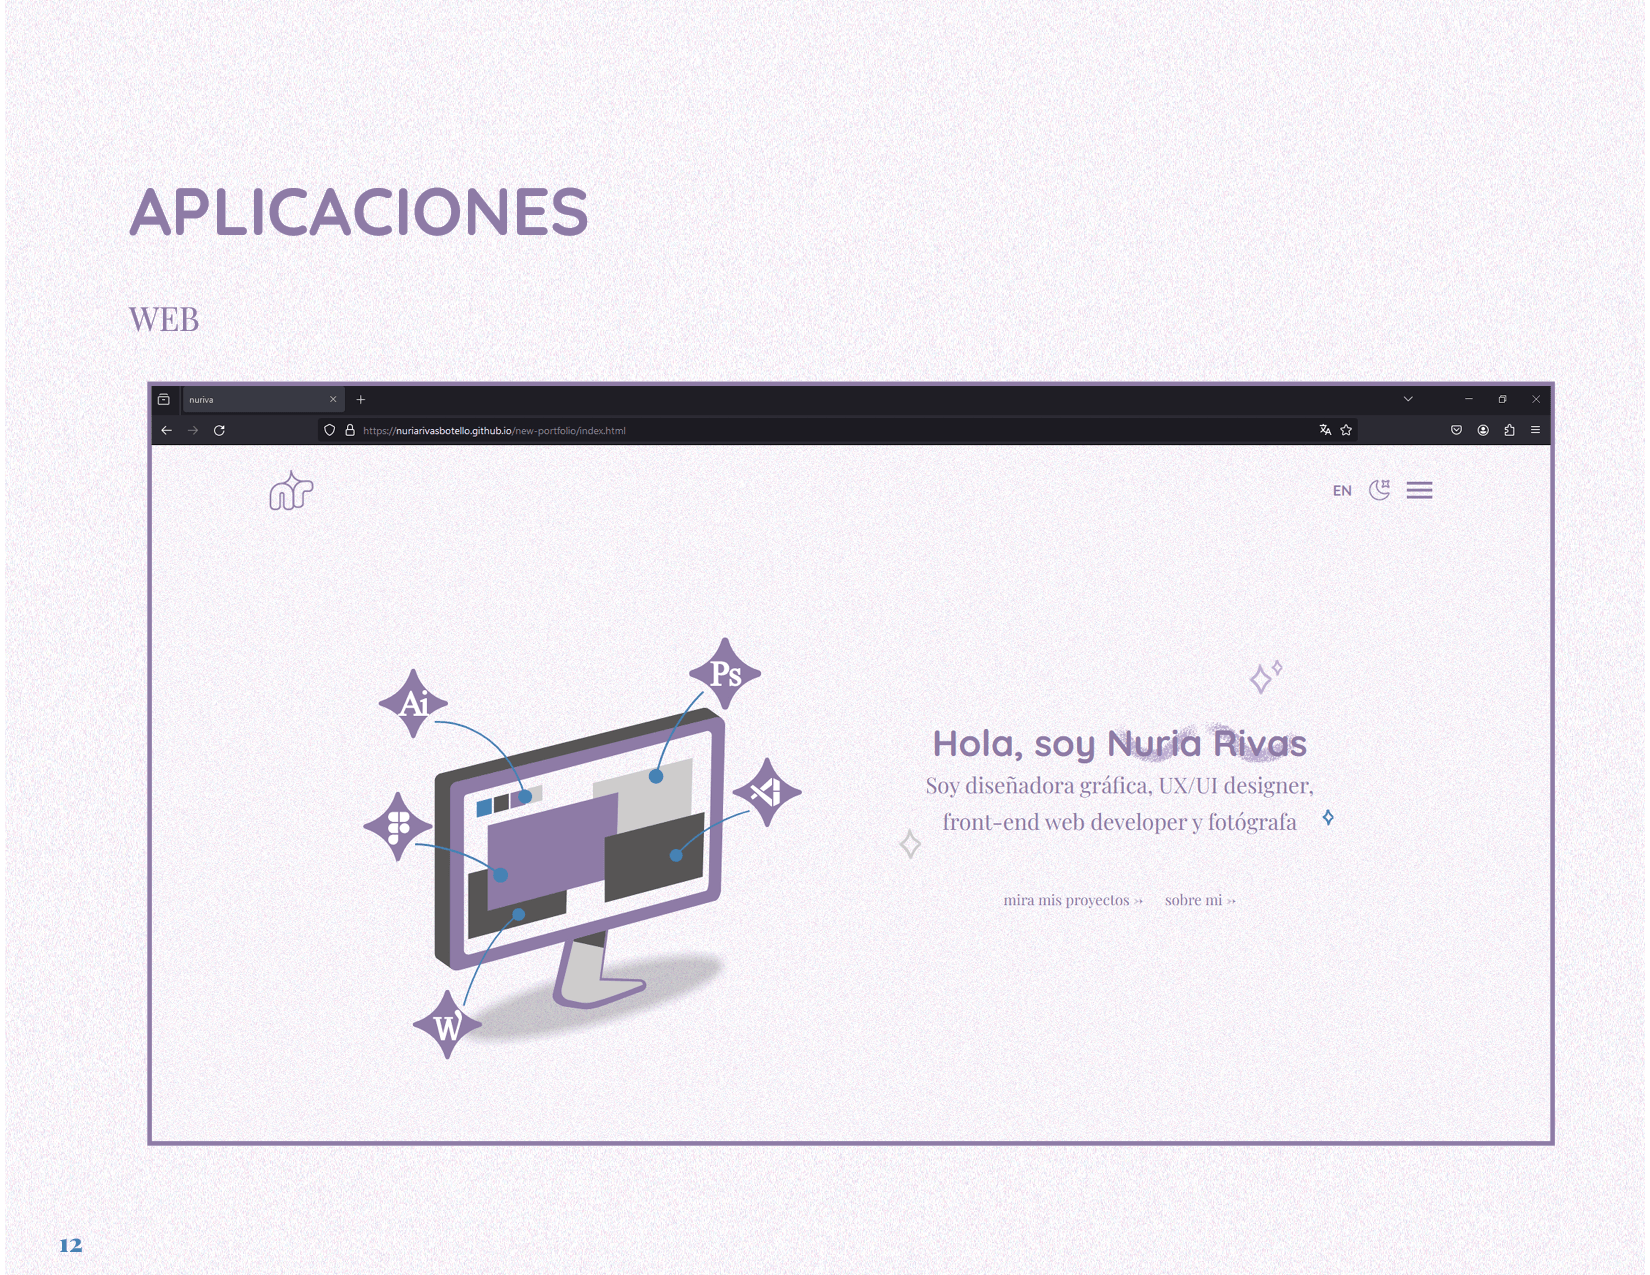 APLICACIONES
WEB
nuriva
https://nuriarivasbotello.github.io/new-portfolio/index.html
nr
EN
Ps
Ai
W
Hola, soy Nuria Rivas
Soy diseñadora gráfica, UX/UI designer,
front-end web developer y fotógrafa
mira mis proyectos >> sobre mi >>
12